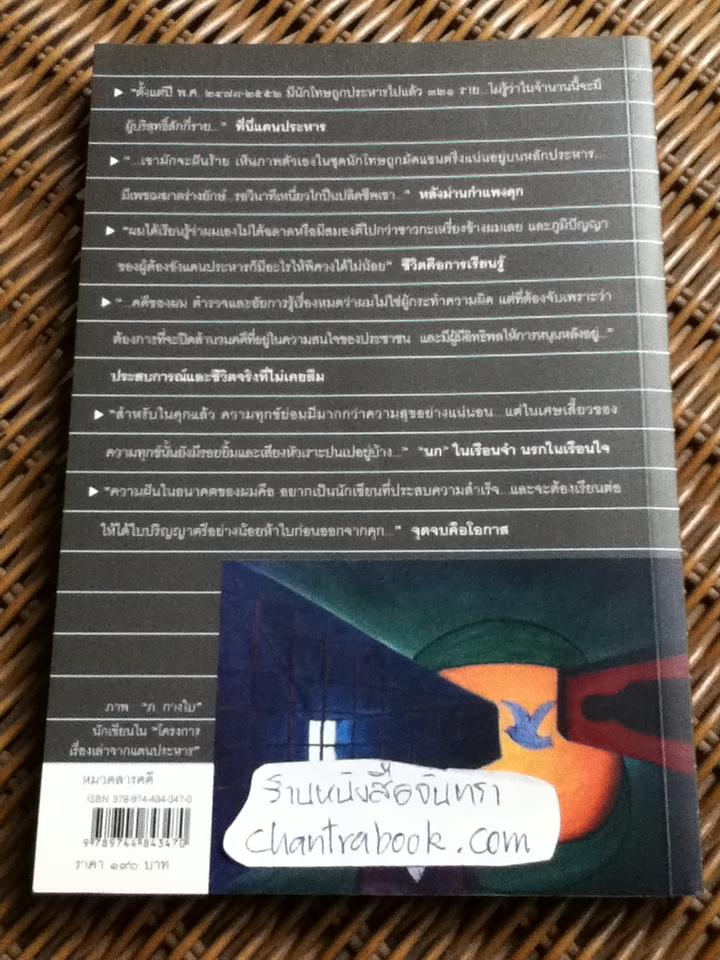 ▶ "ตั้งแต่ปี พ.ศ. ๒๔๗๘-๒๕๕๒ มีนักโทษถูกประหารไปแล้ว ๓๒๑ ราย...ไม่รู้ว่าในจำนวนนี้จะมี
ผู้บริสุทธิ์สักกี่ราย..." ที่นี่แดนประหาร
▶ "...เขามักจะฝันร้าย เห็นภาพตัวเองในชุดนักโทษถูกมัดแขนตรึงแน่นอยู่บนหลักประหาร...
มีเพชฌฆาตร่างยักษ์...รอวินาทีเหนี่ยวไกปืนปลิดชีพเขา..." หลังม่านกำแพงคุก
▶ "ผมได้เรียนรู้ว่าผมเองไม่ได้ฉลาดหรือมีสมองดีไปกว่าชาวกะเหรี่ยงข้างผมเลย และภูมิปัญญา
ของผู้ต้องขังแดนประหารก็มีอะไรให้พิศวงได้ไม่น้อย" ชีวิตคือการเรียนรู้
▶ "...คดีของผม ตำรวจและอัยการรู้เรื่องหมดว่าผมไม่ใช่ผู้กระทำความผิด แต่ที่ต้องจับเพราะว่า
ต้องการที่จะปิดสำนวนคดีที่อยู่ในความสนใจของประชาชน และมีผู้มีอิทธิพลให้การหนุนหลังอยู่..."
ประสบการณ์และชีวิตจริงที่ไม่เคยลืม
▶ "สำหรับในคุกแล้ว ความทุกข์ย่อมมีมากกว่าความสุขอย่างแน่นอน...แต่ในเศษเสี้ยวของ
ความทุกข์นั้นยังมีรอยยิ้มและเสียงหัวเราะปนเปอยู่บ้าง..." "นก" ในเรือนจำ นรกในเรือนใจ
▶ "ความฝันในอนาคตของผมคือ อยากเป็นนักเขียนที่ประสบความสำเร็จ...และจะต้องเรียนต่อ
ให้ได้ใบปริญญาตรีอย่างน้อยห้าใบก่อนออกจากคุก..." จุดจบคือโอกาส
ภาพ "ภ. กางใบ"
นักเขียนใน "โครงการ
เรื่องเล่าจากแดนประหาร"
หมวดสารคดี
ISBN 978-974-484-347-0
9 789744 843470
ราคา ๑๙๖ บาท
ร้านหนังสือจันทรา
chantrabook.com